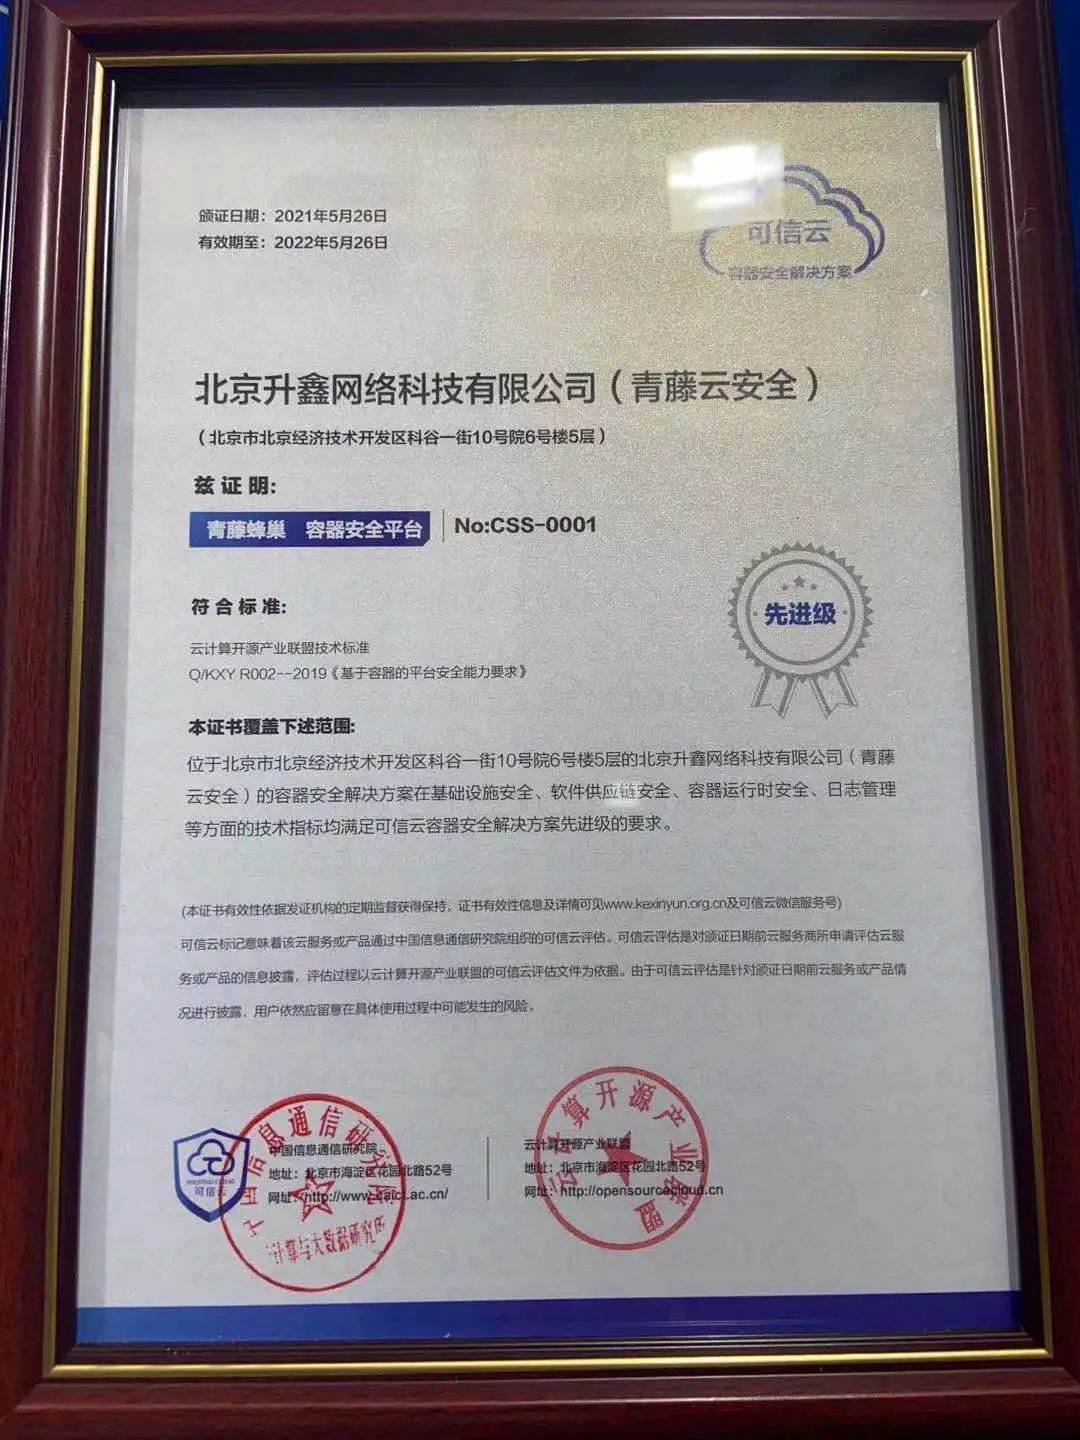 颁证日期：2021年5月26日
有效期至：2022年5月26日
可信云
容器安全解决方案
北京升鑫网络科技有限公司（青藤云安全）
（北京市北京经济技术开发区科谷一街10号院6号楼5层）
兹证明:
青藤蜂巢 容器安全平台 No:CSS-0001
符合标准:
先进级
云计算开源产业联盟技术标准
Q/KXY R002--2019《基于容器的平台安全能力要求》
本证书覆盖下述范围:
位于北京市北京经济技术开发区科谷一街10号院6号楼5层的北京升鑫网络科技有限公司（青藤
云安全）的容器安全解决方案在基础设施安全、软件供应链安全、容器运行时安全、日志管理
等方面的技术指标均满足可信云容器安全解决方案先进级的要求。
(本证书有效性依据发证机构的定期监督获得保持，证书有效性信息及详情可见www.kexinyun.org.cn及可信云微信服务号)
可信云标记意味着该云服务或产品通过中国信息通信研究院组织的可信云评估。可信云评估是对颁证日期前云服务商所申请评估云服
务或产品的信息披露，评估过程以云计算开源产业联盟的可信云评估文件为依据。由于可信云评估是针对颁证日期前云服务或产品情
况进行披露，用户依然应留意在具体使用过程中可能发生的风险。
TRUSTED CLOUD
可信云
中国信息通信研究院
地址：北京市海淀区花园北路52号
网址：http://www.caict.ac.cn/
中国信息通信研究院
云计算与大数据研究所
云计算开源产业联盟
地址：北京市海淀区花园北路52号
网址：http://opensourcecloud.cn
云计算开源产业联盟